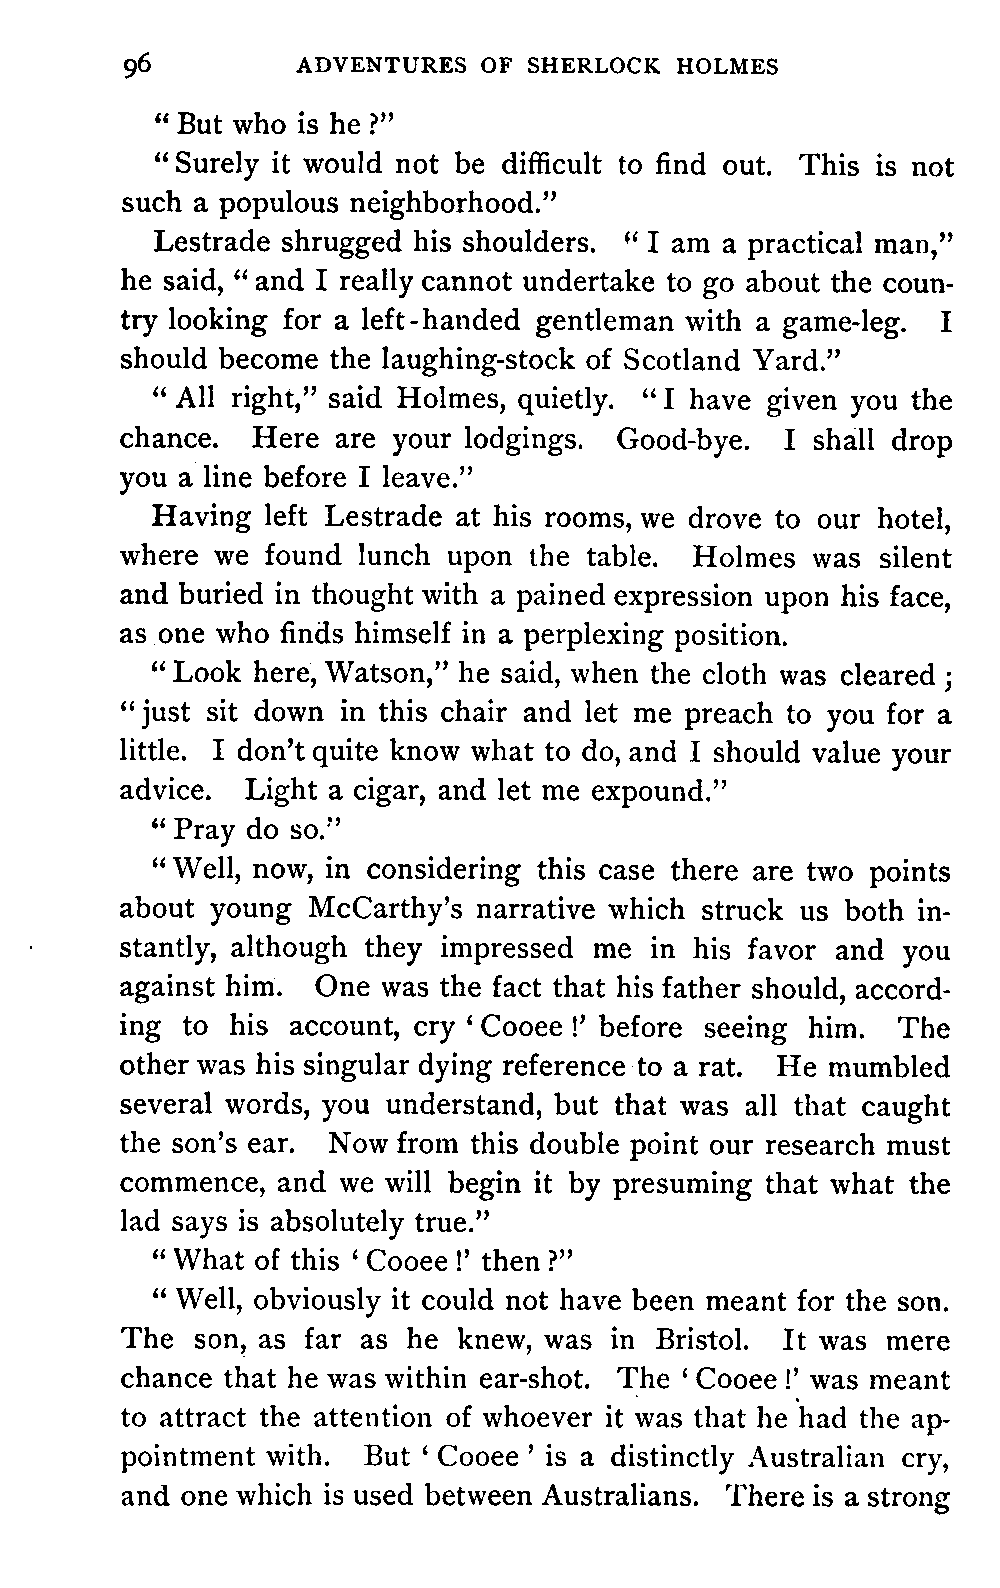 96 ADVENTURES OF SHERLOCK HOLMES
“ But who is he ?”
“ Surely it would not be difficult to find out. This is not
such a populous neighborhood.”
Lestrade shrugged his shoulders. “ I am a practical man,”
he said, “ and I really cannot undertake to go about the coun-
try looking for a left-handed gentleman with a game-leg. I
should become the laughing-stock of Scotland Yard.”
“ All right,” said Holmes, quietly. “ I have given you the
chance. Here are your lodgings. Good-bye. I shall drop
you a line before I leave.”
Having left Lestrade at his rooms, we drove to our hotel,
where we found lunch upon the table. Holmes was silent
and buried in thought with a pained expression upon his face,
as one who finds himself in a perplexing position.
“ Look here, Watson,” he said, when the cloth was cleared ;
“ just sit down in this chair and let me preach to you for a
little. I don’t quite know what to do, and I should value your
advice. Light a cigar, and let me expound.”
“ Pray do so.”
“ Well, now, in considering this case there are two points
about young McCarthy’s narrative which struck us both in-
stantly, although they impressed me in his favor and you
against him. One was the fact that his father should, accord-
ing to his account, cry ‘ Cooee !’ before seeing him. The
other was his singular dying reference to a rat. He mumbled
several words, you understand, but that was all that caught
the son’s ear. Now from this double point our research must
commence, and we will begin it by presuming that what the
lad says is absolutely true.”
“ What of this ‘ Cooee !’ then ?”
“ Well, obviously it could not have been meant for the son.
The son, as far as he knew, was in Bristol. It was mere
chance that he was within ear-shot. The ‘ Cooee !’ was meant
to attract the attention of whoever it was that he had the ap-
pointment with. But ‘ Cooee ’ is a distinctly Australian cry,
and one which is used between Australians. There is a strong